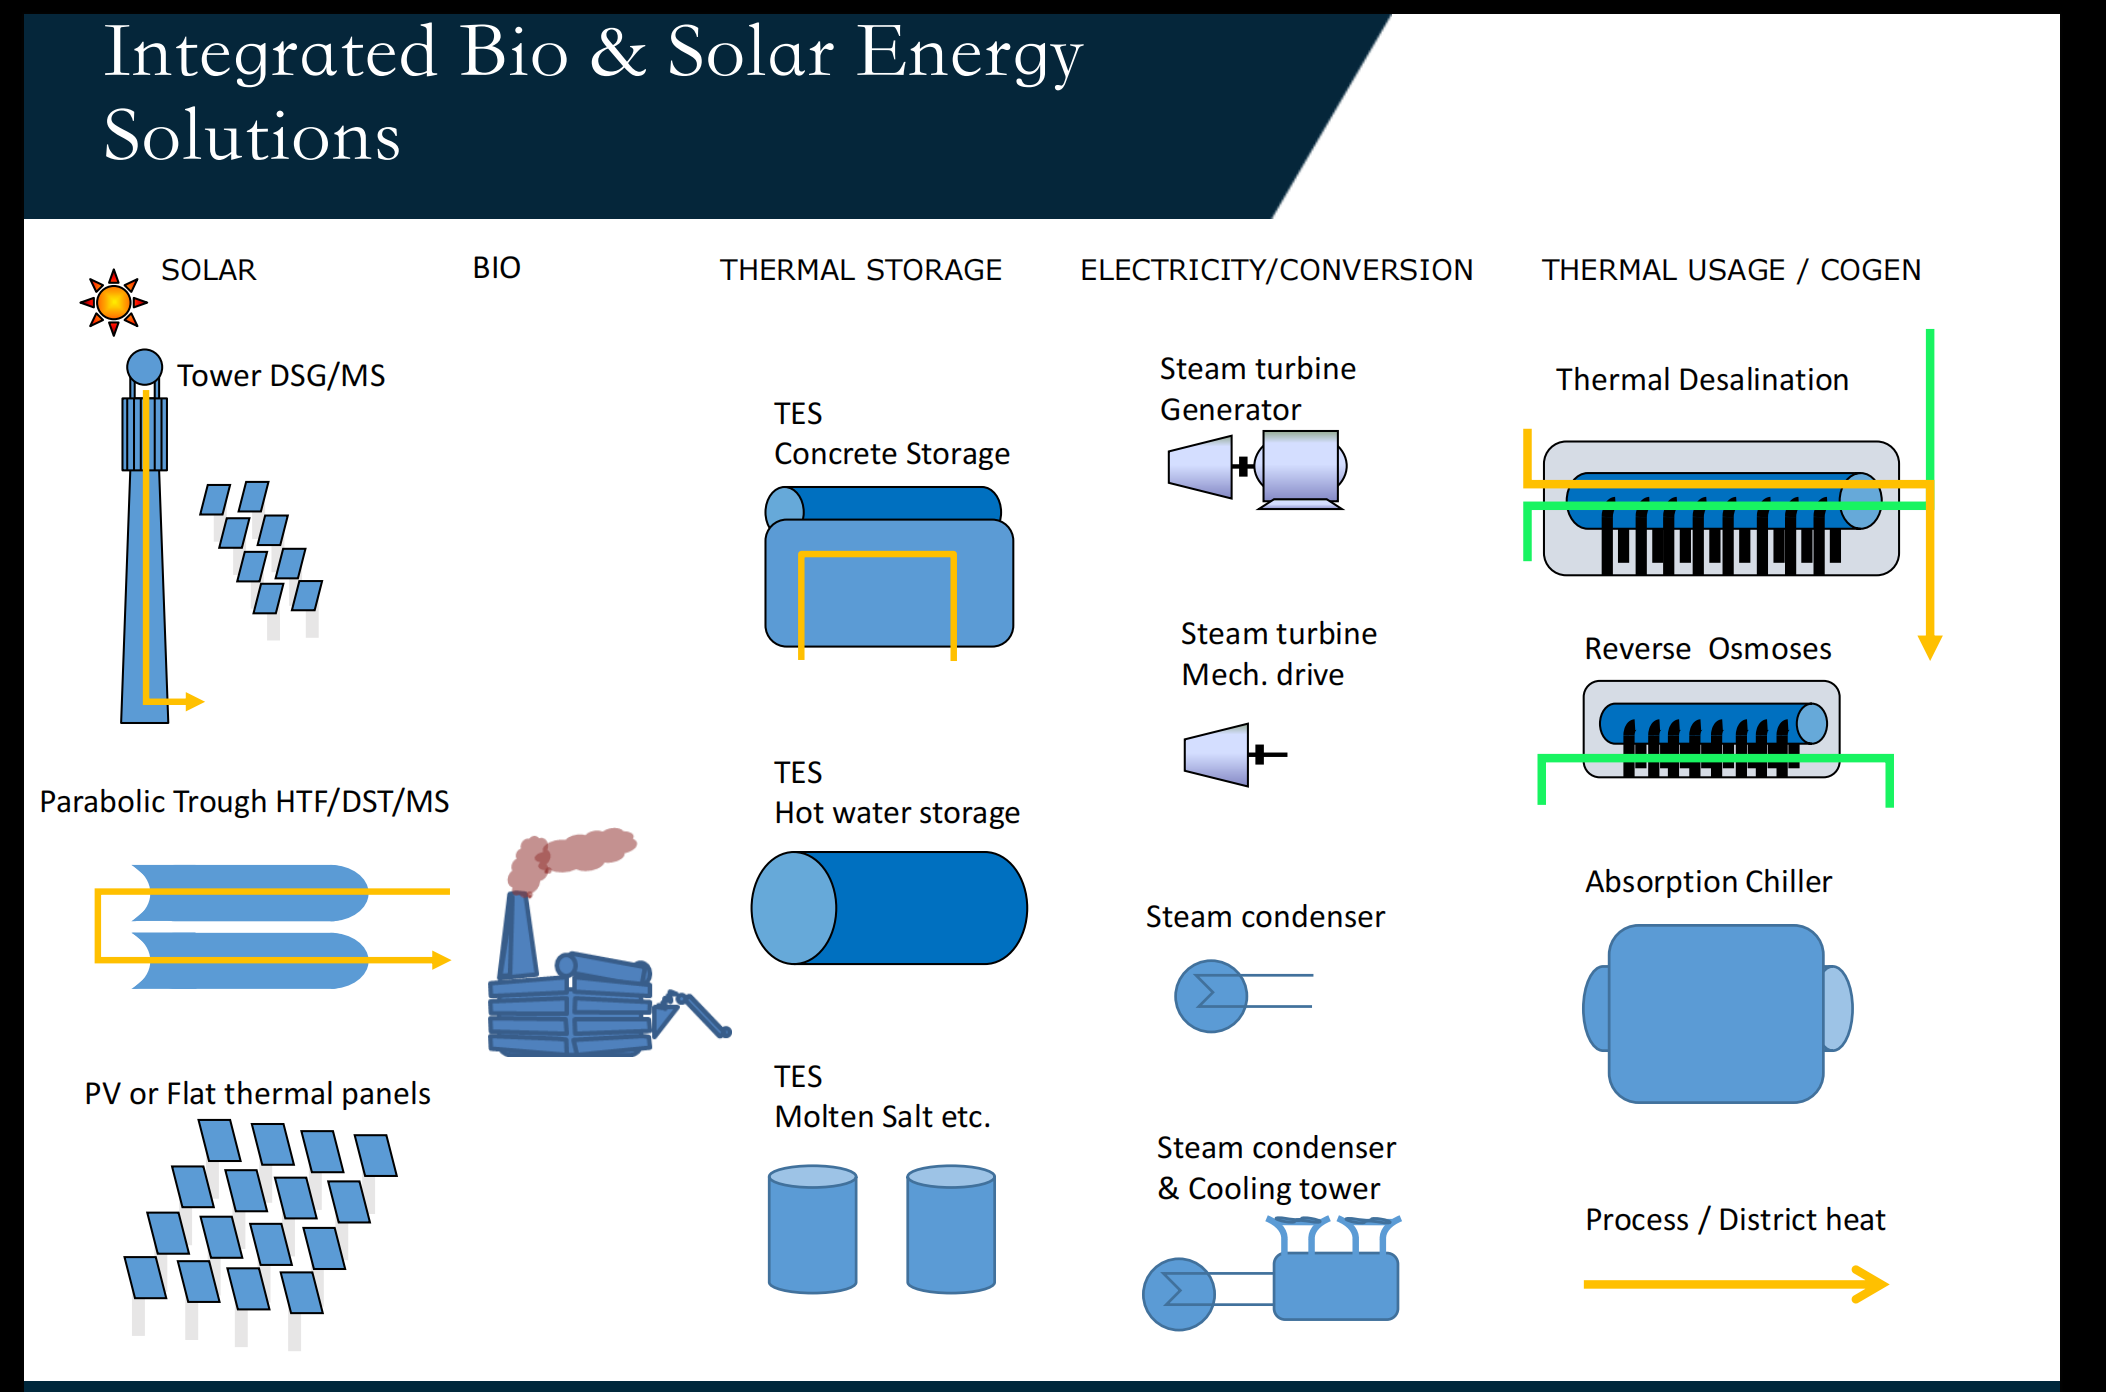 Integrated Bio & Solar Energy
Solutions
SOLAR
BIO
THERMAL STORAGE
ELECTRICITY/CONVERSION
THERMAL USAGE / COGEN
Tower DSG/MS
Parabolic Trough HTF/DST/MS
PV or Flat thermal panels
TES
Concrete Storage
TES
Hot water storage
TES
Molten Salt etc.
Steam turbine
Generator
Steam turbine
Mech. drive
Steam condenser
Steam condenser
& Cooling tower
Thermal Desalination
Reverse Osmoses
Absorption Chiller
Process / District heat